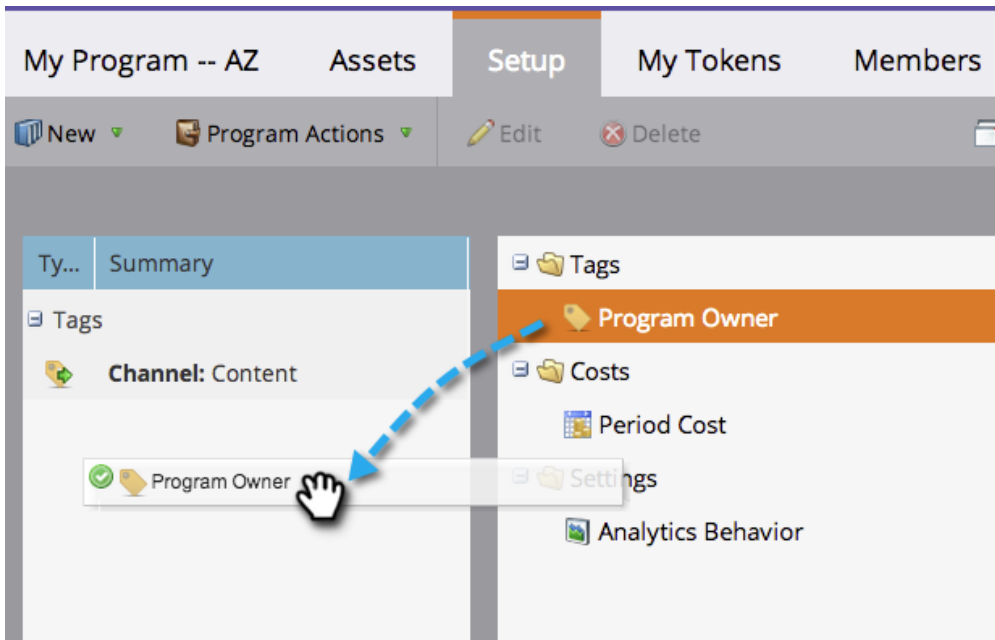 My Program -- AZ Assets Setup My Tokens Members
New Program Actions Edit Delete
Ty... Summary
Tags
Channel: Content
Program Owner
Tags
Program Owner
Costs
Period Cost
Settings
Analytics Behavior